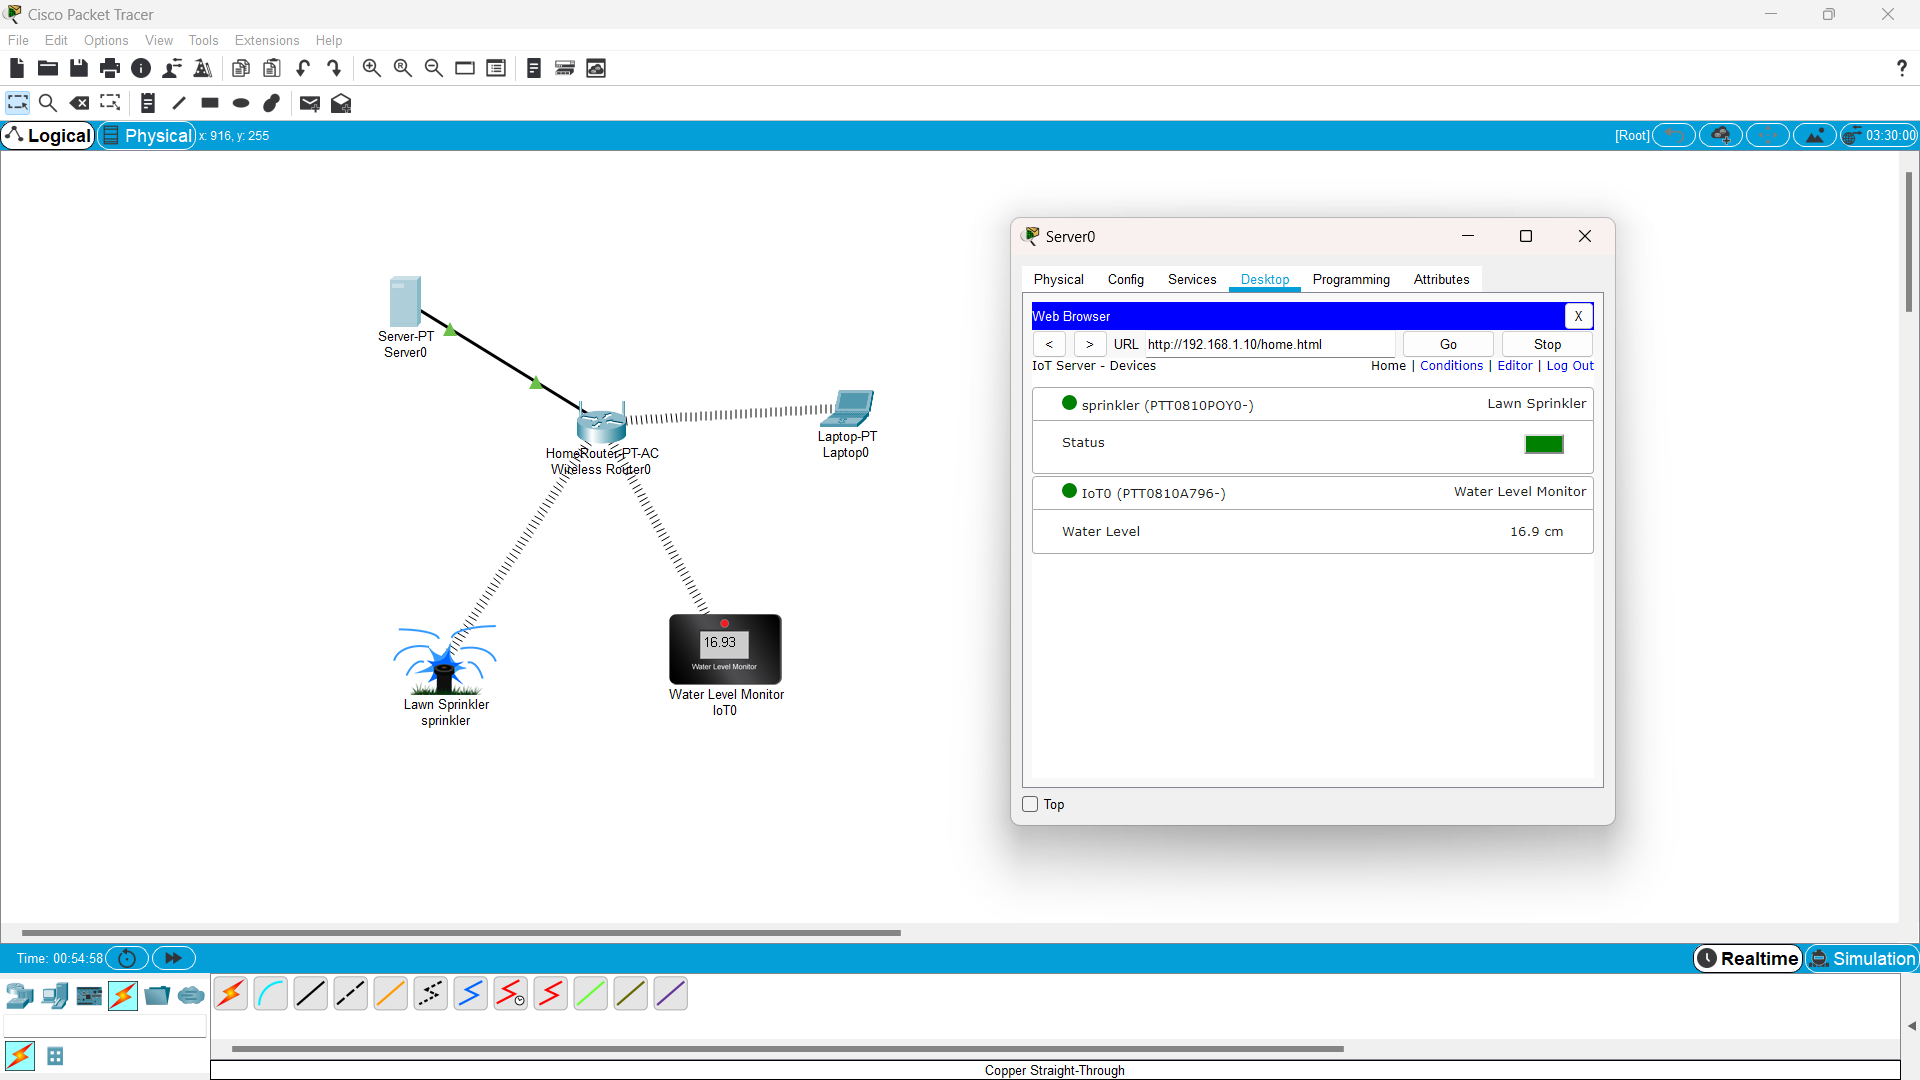 Cisco Packet Tracer
File Edit Options View Tools Extensions Help
?
Logical Physical x: 916, y: 255 [Root] 03:30:00
Server-PT
Server0
HomeRouter-PT-AC
Wireless Router0
Laptop-PT
Laptop0
16.93
Water Level Monitor
Water Level Monitor
IoT0
Lawn Sprinkler
sprinkler
Server0
Physical Config Services Desktop Programming Attributes
Web Browser X
< > URL http://192.168.1.10/home.html Go Stop
IoT Server - Devices Home | Conditions | Editor | Log Out
sprinkler (PTT0810POY0-) Lawn Sprinkler
Status
IoT0 (PTT0810A796-) Water Level Monitor
Water Level 16.9 cm
Top
Time: 00:54:58 Realtime Simulation
Copper Straight-Through